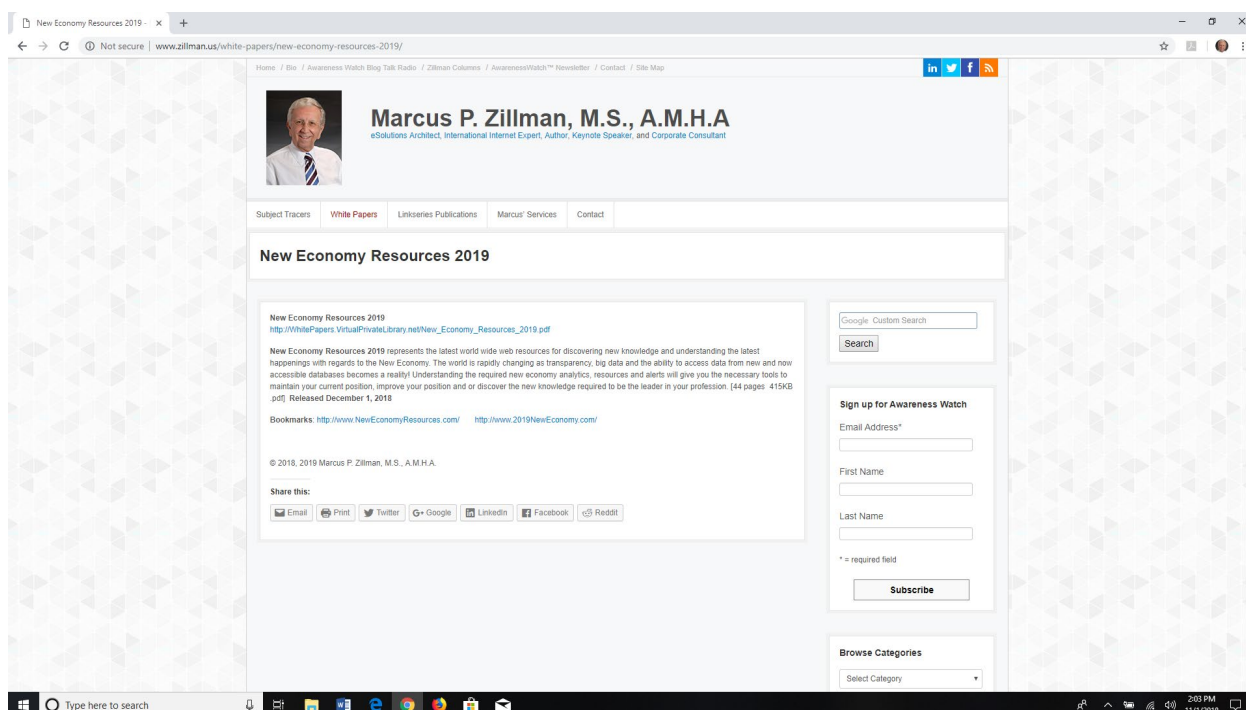 New Economy Resources 2019 -
Not secure | www.zillman.us/white-papers/new-economy-resources-2019/
Home / Bio / Awareness Watch Blog Talk Radio / Zillman Columns / AwarenessWatch™ Newsletter / Contact / Site Map
Marcus P. Zillman, M.S., A.M.H.A
eSolutions Architect, International Internet Expert, Author, Keynote Speaker, and Corporate Consultant
Subject Tracers White Papers Linkseries Publications Marcus' Services Contact
New Economy Resources 2019
New Economy Resources 2019
http://WhitePapers.VirtualPrivateLibrary.net/New_Economy_Resources_2019.pdf
New Economy Resources 2019 represents the latest world wide web resources for discovering new knowledge and understanding the latest
happenings with regards to the New Economy. The world is rapidly changing as transparency, big data and the ability to access data from new and now
accessible databases becomes a reality! Understanding the required new economy analytics, resources and alerts will give you the necessary tools to
maintain your current position, improve your position and or discover the new knowledge required to be the leader in your profession. [44 pages 415KB
.pdf] Released December 1, 2018
Bookmarks: http://www.NewEconomyResources.com/ http://www.2019NewEconomy.com/
© 2018, 2019 Marcus P. Zillman, M.S., A.M.H.A.
Share this:
Email Print Twitter G+ Google LinkedIn Facebook Reddit
Google Custom Search
Search
Sign up for Awareness Watch
Email Address*
First Name
Last Name
* = required field
Subscribe
Browse Categories
Select Category
Type here to search
2:03 PM